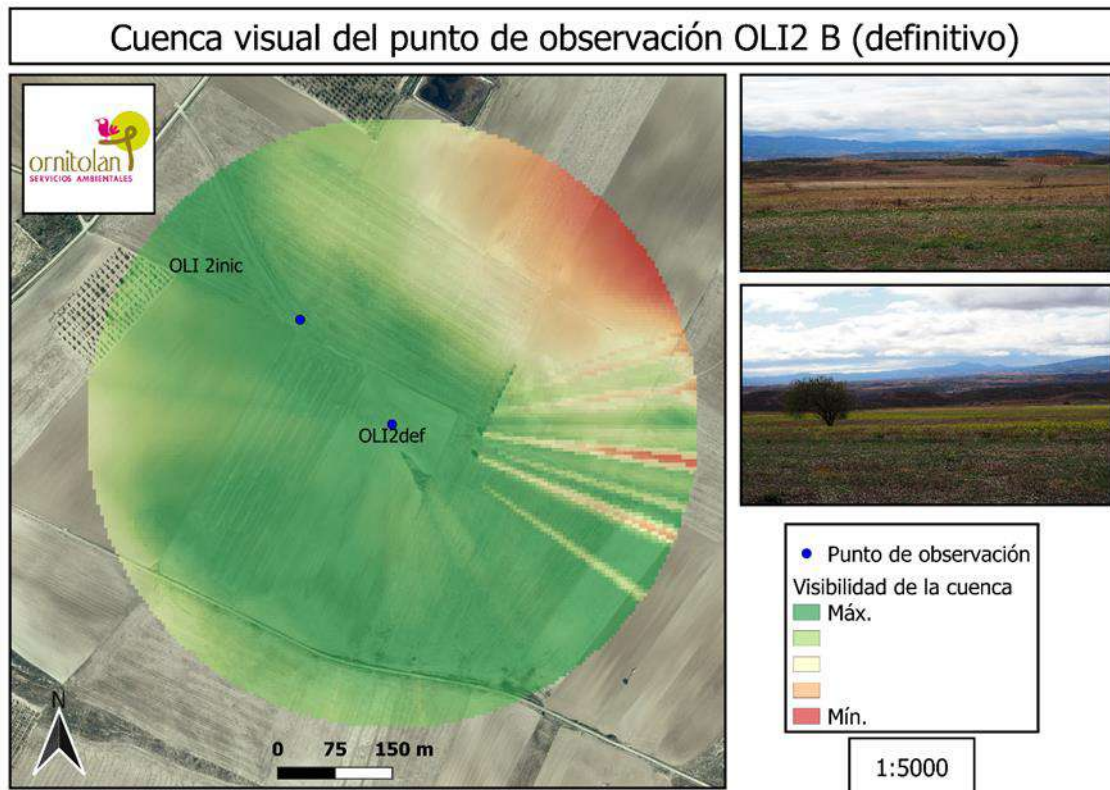 Cuenca visual del punto de observación OLI2 B (definitivo)
ornitolan
SERVICIOS AMBIENTALES
OLI 2inic
OLI2def
N
0 75 150 m
Punto de observación
Visibilidad de la cuenca
Máx.
Mín.
1:5000